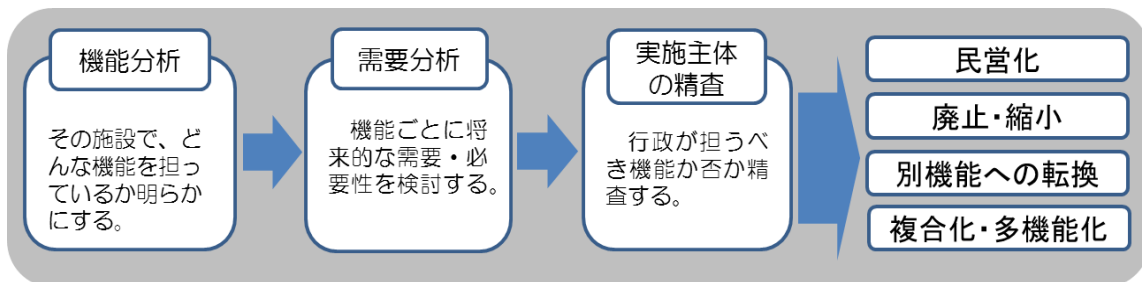 機能分析
その施設で、ど
んな機能を担っ
ているか明らか
にする。
需要分析
機能ごとに将
来的な需要・必
要性を検討する。
実施主体
の精査
行政が担うべ
き機能か否か精
査する。
民営化
廃止・縮小
別機能への転換
複合化・多機能化